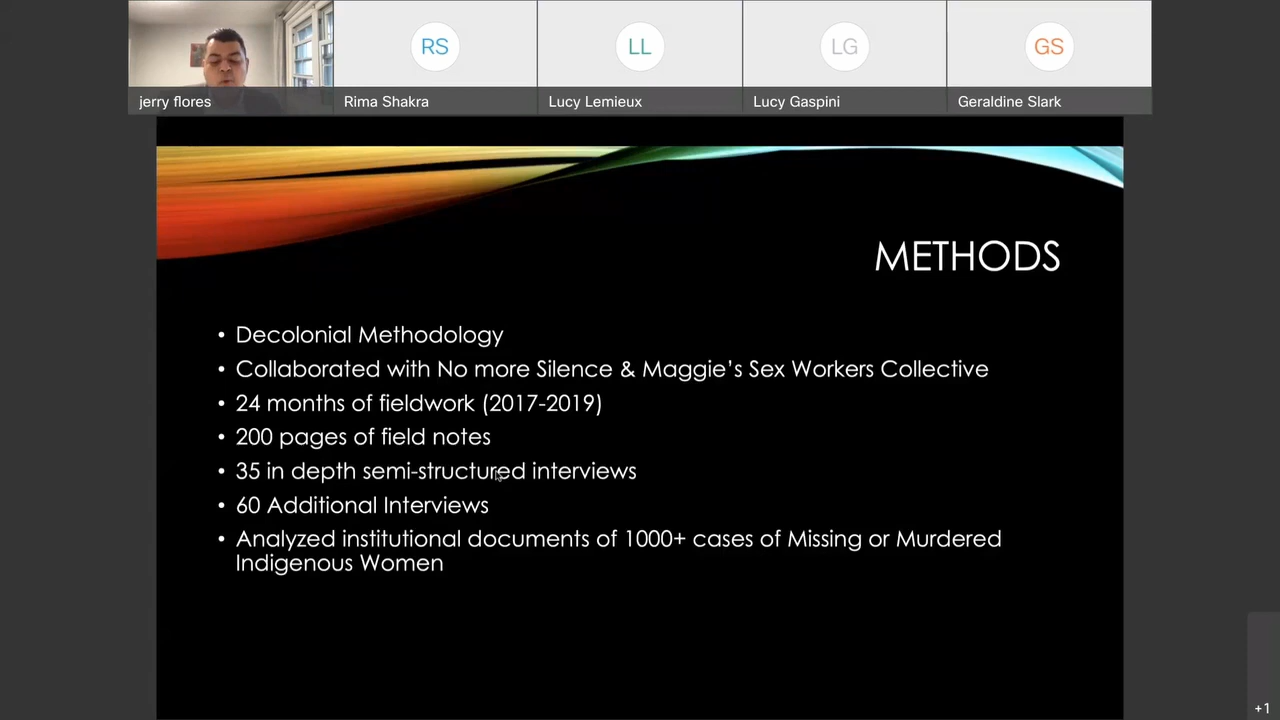 RS
LL
LG
GS
jerry flores
Rima Shakra
Lucy Lemieux
Lucy Gaspini
Geraldine Slark
METHODS
• Decolonial Methodology
• Collaborated with No more Silence & Maggie's Sex Workers Collective
• 24 months of fieldwork (2017-2019)
• 200 pages of field notes
• 35 in depth semi-structured interviews
• 60 Additional Interviews
• Analyzed institutional documents of 1000+ cases of Missing or Murdered
Indigenous Women
+1